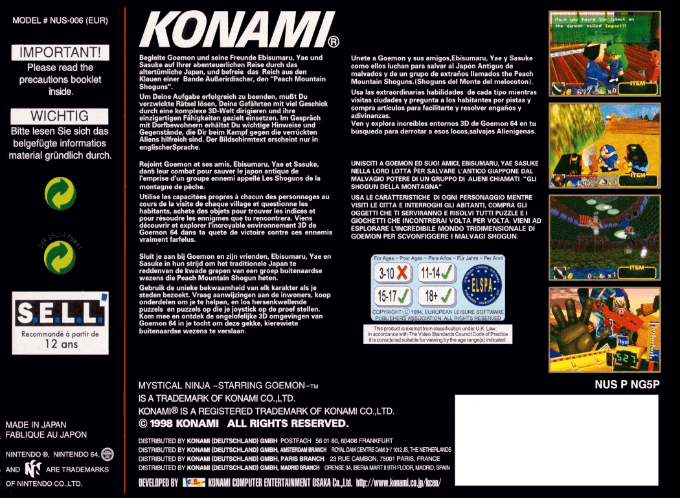 MODEL # NUS-006 (EUR)
IMPORTANT!
Please read the
precautions booklet
inside.
WICHTIG
Bitte lesen Sie sich das
belgefügte informatios
material gründlich durch.
DER GRÜNE PUNKT
S.E.L.L.
Recommandé à partir de
12 ans
MADE IN JAPAN
FABLIQUE AU JAPON
NINTENDO ®, NINTENDO 64,
AND ARE TRADEMARKS
OF NINTENDO CO., LTD.
KONAMI®
Begleite Goemon und seine Freunde Ebisumaru, Yae und
Sasuke auf ihrer abenteuerlichen Reise durch das
altertümliche Japan, und befreie das Reich aus den
Klauen einer Bande Außerirdischer, den "Peach Mountain
Shoguns".
Um Deine Aufgabe erfolgreich zu beenden, mußt Du
verzwickte Rätsel lösen, Deine Gefährten mit viel Geschick
durch eine komplexe 3D-Welt dirigieren und ihre
einzigartigen Fähigkeiten gezielt einsetzen. Im Gespräch
mit Dorfbewohnern erhältst Du wichtige Hinweise und
Gegenstände, die Dir beim Kampf gegen die verrückten
Aliens hilfreich sind. Der Bildschirmtext erscheint nur in
englischerSprache.
Rejoint Goemon et ses amis, Ebisumaru, Yae et Sasuke,
dans leur combat pour sauver le japon antique de
l'emprise d'un groupe ennemi appellé Les Shoguns de la
montagne de pêche.
Utilise les capacitiées propres à chacun des personnages au
cours de la visite de chaque village et questionne les
habitants, achete des objets pour trouver les indices et
pour résoudre les ennigmes que tu rencontrera. Viens
découvrir et explorer l'incroyable environnement 3D de
Goemon 64 dans ta quete de victoire contre ces ennemis
vraiment farfelus.
Sluit je aan bij Goemon en zijn vrienden, Ebisumaru, Yae en
Sasuke in hun strijd om het traditionele Japan te
reddenvan de kwade grepen van een groep buitenaardse
wezens die Peach Mountain Shogun heten.
Gebruik de unieke bekwaamheid van elk karakter als je
steden bezoekt. Vraag aanwijzingen aan de inwoners, koop
onderdelen om je te helpen, en los hersenkwellende
puzzels en puzzels op die je joystick op de proef stellen.
Kom mee en ontdek de ongelofelijke 3D omgevingen van
Goemon 64 in je tocht om deze gekke, kierewiete
buitenaardse wezens te verslaan.
Unete a Goemon y sus amigos,Ebisumaru, Yae y Sasuke
como ellos luchan para salvar al Japón Antiguo de
malvados y de un grupo de extraños llamados the Peach
Mountain Shoguns.(Shoguns del Monte del melocoton).
Usa las extraordinarias habilidades de cada tipo mientras
visitas ciudades y pregunta a los habitantes por pistas y
compra articulos para facilitarte y resolver engaños y
adivinanzas.
Ven y explora increibles entornos 3D de Goemon 64 en tu
búsqueda para derrotar a esos locos,salvajes Alienigenas.
UNISCITI A GOEMON ED SUOI AMICI, EBISUMARU, YAE SASUKE
NELLA LORO LOTTA PER SALVARE L'ANTICO GIAPPONE DAL
MALVAGIO POTERE DI UN GRUPPO DI ALIENI CHIAMATI "GLI
SHOGUN DELLA MONTAGNA"
USA LE CARATTERISTICHE DI OGNI PERSONAGGIO MENTRE
VISITI LE CITTÀ E INTERROGHI GLI ABITANTI, COMPRA GLI
OGGETTI CHE TI SERVIRANNO E RISOLVI TUTTI PUZZLE E I
GIOCHETTI CHE INCONTRERAI VOLTA PER VOLTA. VIENI AD
ESPLORARE L'INCREDIBILE MONDO TRIDIMENSIONALE DI
GOEMON PER SCVONFIGGERE I MALVAGI SHOGUN.
For Ages – Pour Ages – Para Años – Für Jahre – Per Anni
3-10
11-14
15-17
18+
ELSPA
COPYRIGHT © 1994, EUROPEAN LEISURE SOFTWARE
PUBLISHERS ASSOCIATION. ALL RIGHTS RESERVED
This product is exempt from classification under U.K. Law.
In accordance with The Video Standards Council Code of Practice
it is considered suitable for viewing by the age range(s) indicated.
Have you heard the latest on
the dancer called Impact?!
ITEM
ITEM
ITEM
527
NUS P NG5P
MYSTICAL NINJA ~STARRING GOEMON~™
IS A TRADEMARK OF KONAMI CO.,LTD.
KONAMI® IS A REGISTERED TRADEMARK OF KONAMI CO.,LTD.
© 1998 KONAMI ALL RIGHTS RESERVED.
DISTRIBUTED BY KONAMI (DEUTSCHLAND) GMBH POSTFACH 56 01 80, 60406 FRANKFURT
DISTRIBUTED BY KONAMI (DEUTSCHLAND) GMBH, AMSTERDAM BRANCH ROYAL DAM CENTRE DAM 3-7 1012 JS, THE NETHERLANDS
DISTRIBUTED BY KONAMI (DEUTSCHLAND) GMBH, PARIS BRANCH 23 RUE CAMBON, 75001 PARIS, FRANCE
DISTRIBUTED BY KONAMI (DEUTSCHLAND) GMBH, MADRID BRANCH ORENSE 34, IBERIA MART II 9TH FLOOR, MADRID, SPAIN
DEVELOPED BY KONAMI COMPUTER ENTERTAINMENT OSAKA Co.,Ltd. http://www.konami.co.jp/kceo/